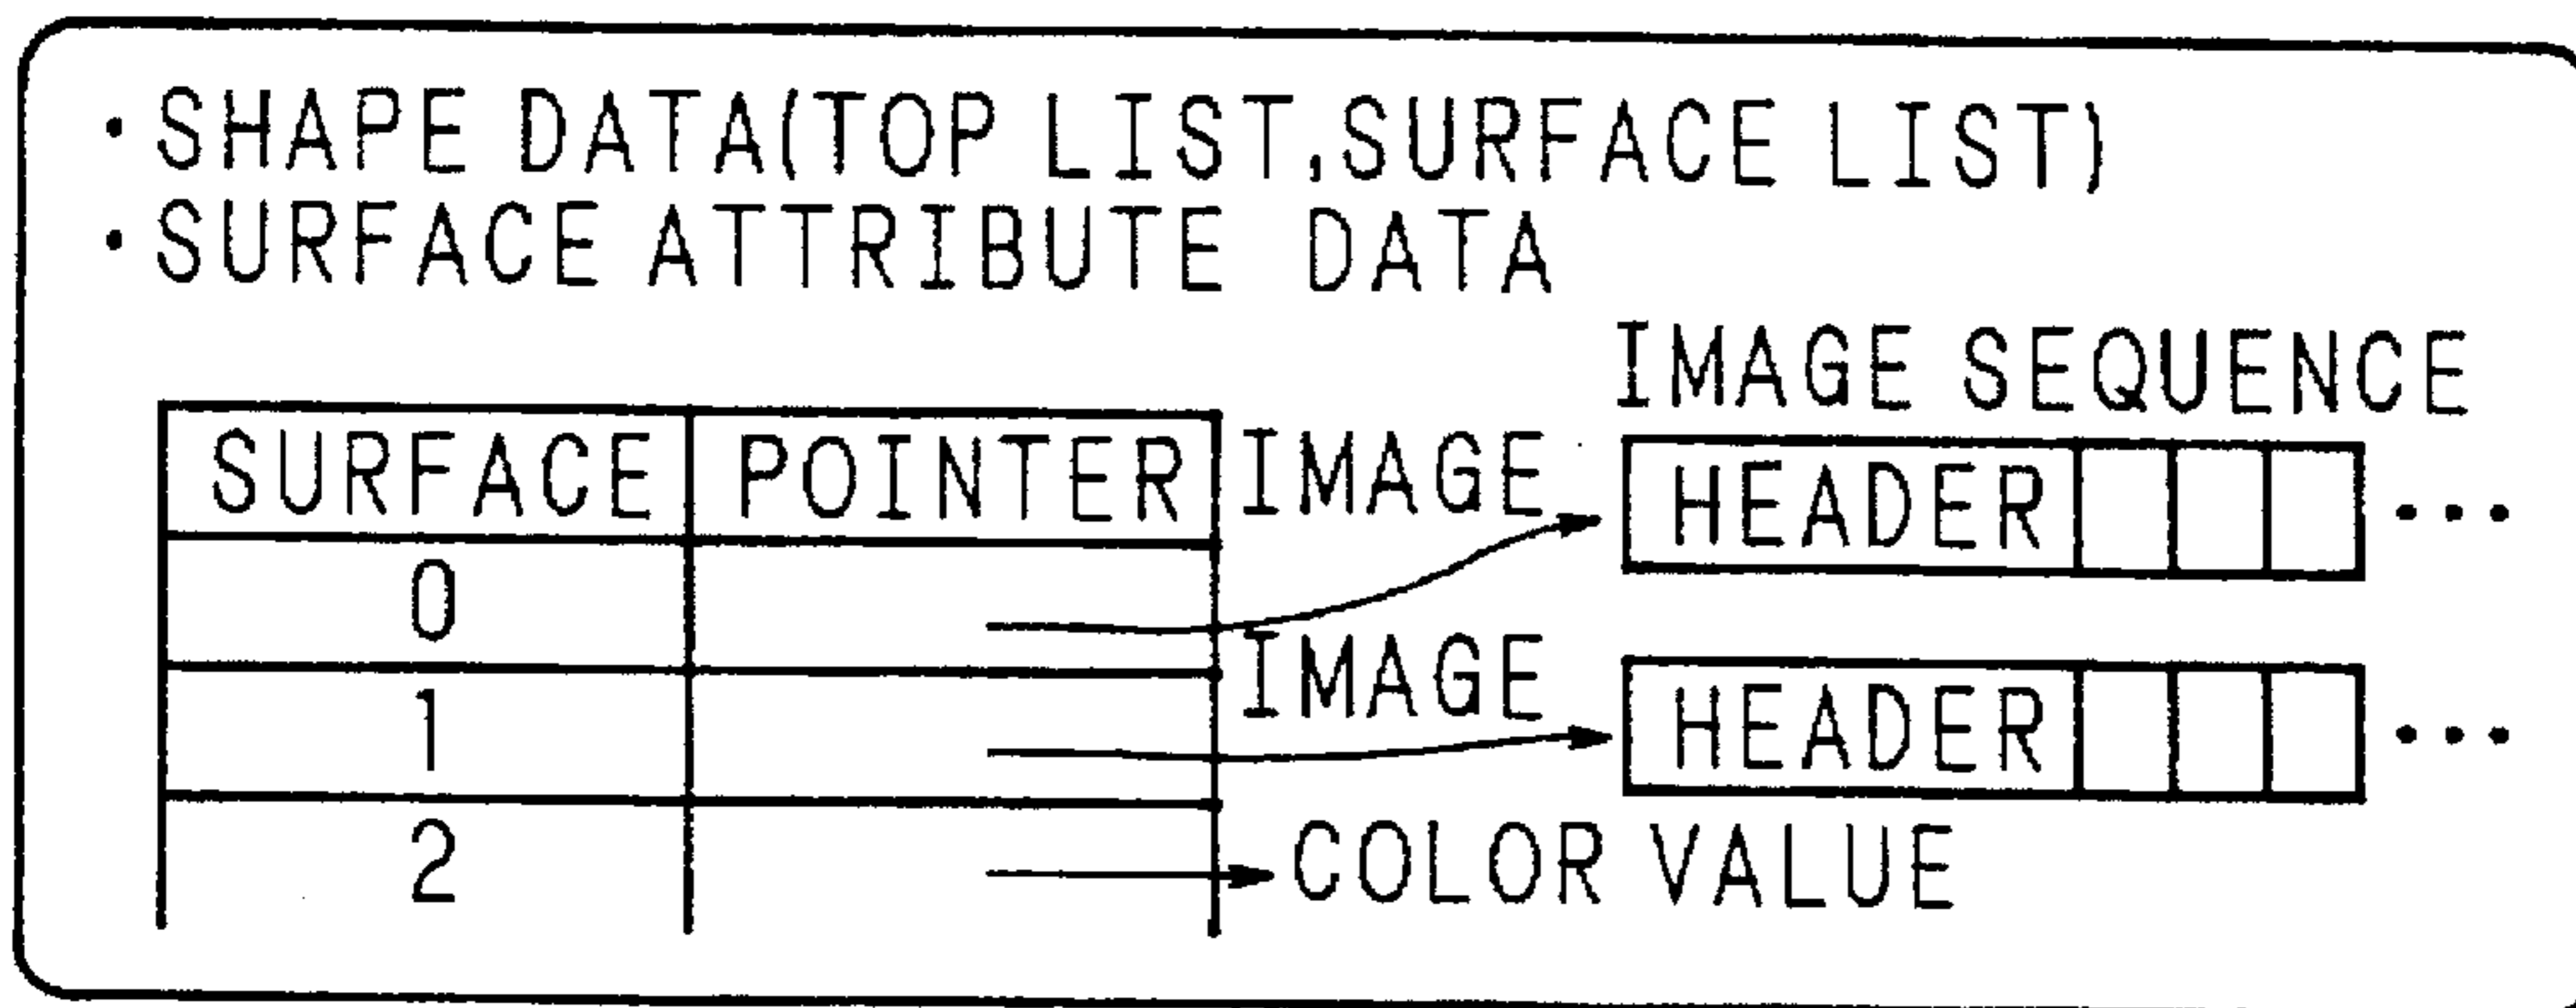 ·SHAPE DATA(TOP LIST,SURFACE LIST)
·SURFACE ATTRIBUTE DATA
IMAGE SEQUENCE
SURFACE POINTER IMAGE HEADER ...
0
1 IMAGE HEADER ...
2 COLOR VALUE